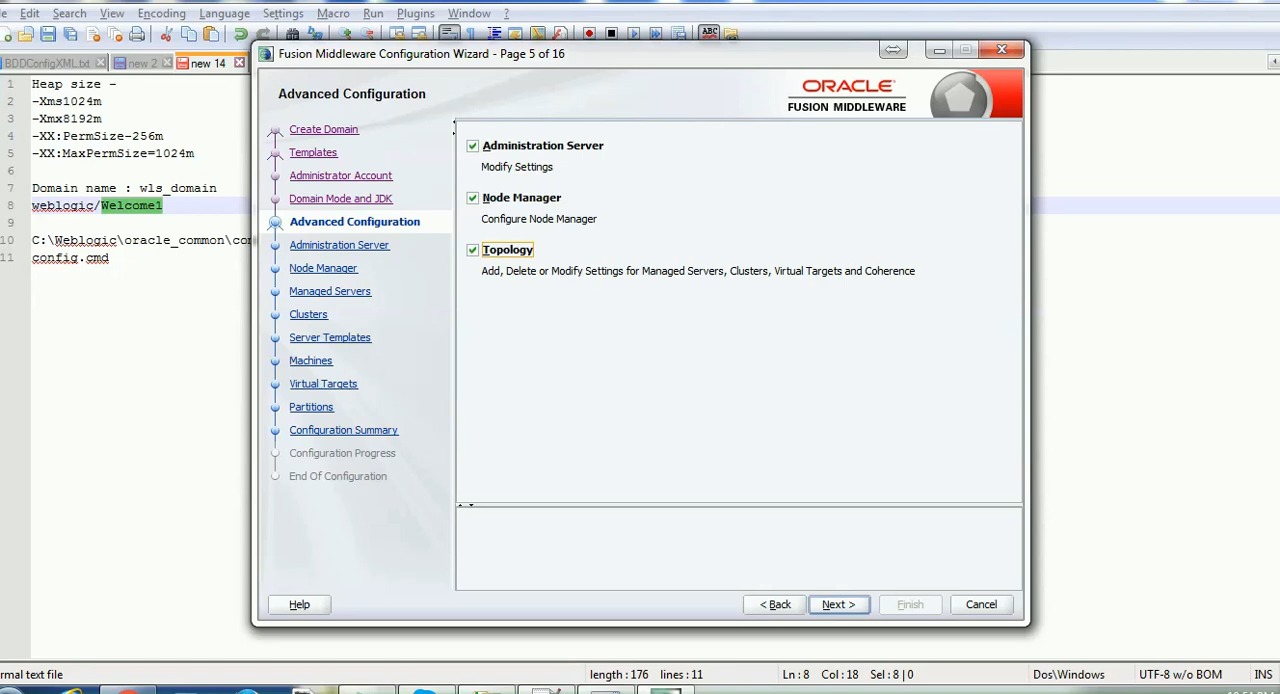 Edit Search View Encoding Language Settings Macro Run Plugins Window ?
ABC
BDDConfigXML.txt new 2 new 14
1 Heap size -
2 -Xms1024m
3 -Xmx8192m
4 -XX:PermSize-256m
5 -XX:MaxPermSize=1024m
6
7 Domain name : wls_domain
8 weblogic/Welcome1
9
10 C:\Weblogic\oracle_common\con
11 config.cmd
Fusion Middleware Configuration Wizard - Page 5 of 16
Advanced Configuration
ORACLE
FUSION MIDDLEWARE
Create Domain
Templates
Administrator Account
Domain Mode and JDK
Advanced Configuration
Administration Server
Node Manager
Managed Servers
Clusters
Server Templates
Machines
Virtual Targets
Partitions
Configuration Summary
Configuration Progress
End Of Configuration
Administration Server
Modify Settings
Node Manager
Configure Node Manager
Topology
Add, Delete or Modify Settings for Managed Servers, Clusters, Virtual Targets and Coherence
Help < Back Next > Finish Cancel
rmal text file length : 176 lines : 11 Ln : 8 Col : 18 Sel : 8 | 0 Dos\Windows UTF-8 w/o BOM INS